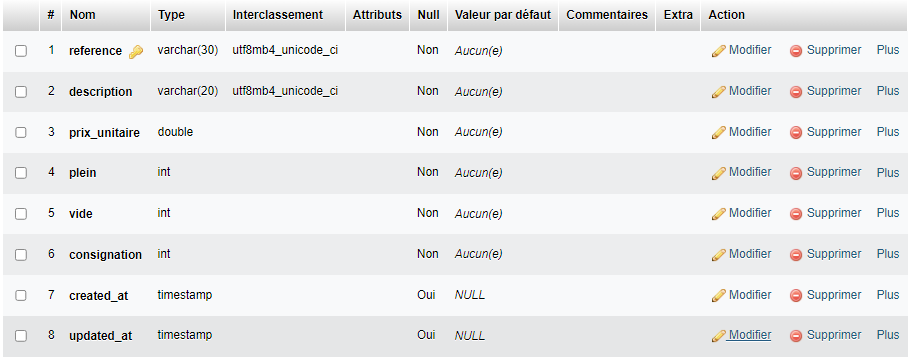 # Nom Type Interclassement Attributs Null Valeur par défaut Commentaires Extra Action
1 reference varchar(30) utf8mb4_unicode_ci Non Aucun(e) Modifier Supprimer Plus
2 description varchar(20) utf8mb4_unicode_ci Non Aucun(e) Modifier Supprimer Plus
3 prix_unitaire double Non Aucun(e) Modifier Supprimer Plus
4 plein int Non Aucun(e) Modifier Supprimer Plus
5 vide int Non Aucun(e) Modifier Supprimer Plus
6 consignation int Non Aucun(e) Modifier Supprimer Plus
7 created_at timestamp Oui NULL Modifier Supprimer Plus
8 updated_at timestamp Oui NULL Modifier Supprimer Plus